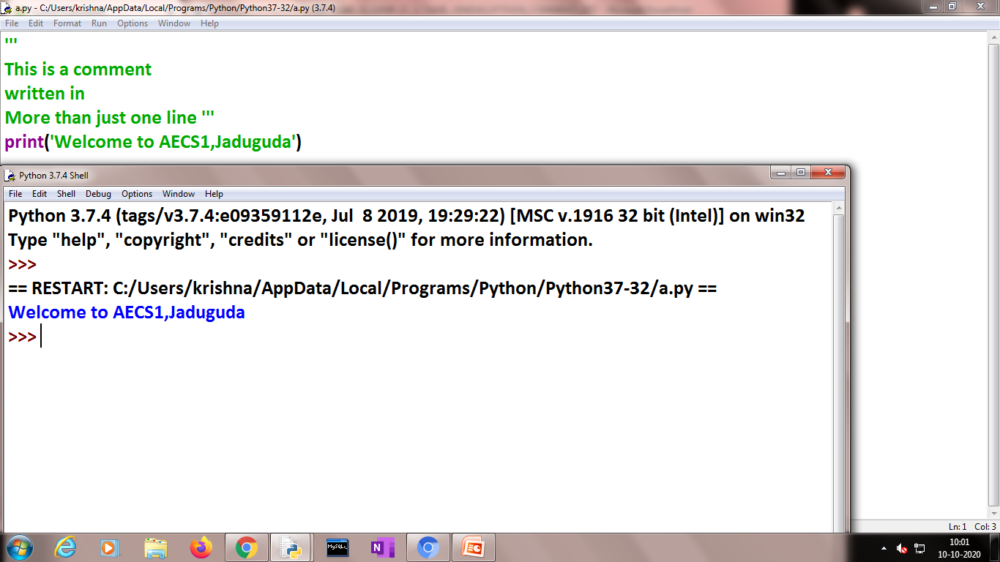 a.py - C:/Users/krishna/AppData/Local/Programs/Python/Python37-32/a.py (3.7.4)
File Edit Format Run Options Window Help
'''
This is a comment
written in
More than just one line '''
print('Welcome to AECS1,Jaduguda')
Python 3.7.4 Shell
File Edit Shell Debug Options Window Help
Python 3.7.4 (tags/v3.7.4:e09359112e, Jul  8 2019, 19:29:22) [MSC v.1916 32 bit (Intel)] on win32
Type "help", "copyright", "credits" or "license()" for more information.
>>>
== RESTART: C:/Users/krishna/AppData/Local/Programs/Python/Python37-32/a.py ==
Welcome to AECS1,Jaduguda
>>>
Ln: 1 Col: 3
MySQL
N
10:01
10-10-2020